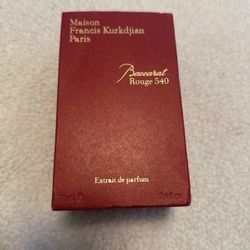 Maison
Francis Kurkdjian
Paris
Baccarat
Rouge 540
Extrait de parfum